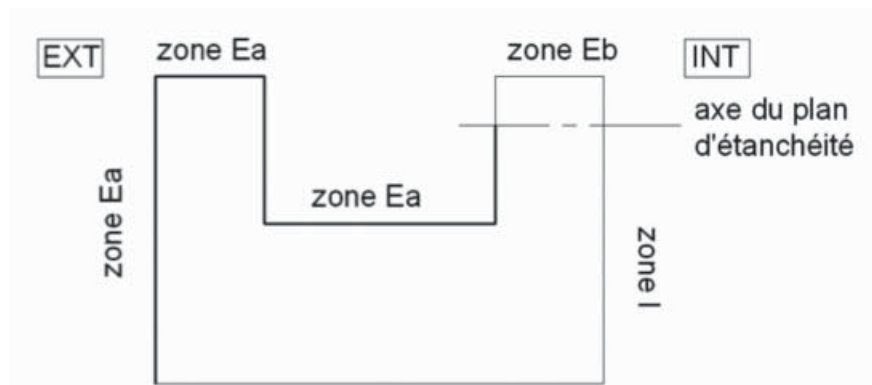 EXT
zone Ea
zone Eb
INT
axe du plan
d'étanchéité
zone Ea
zone Ea
zone I